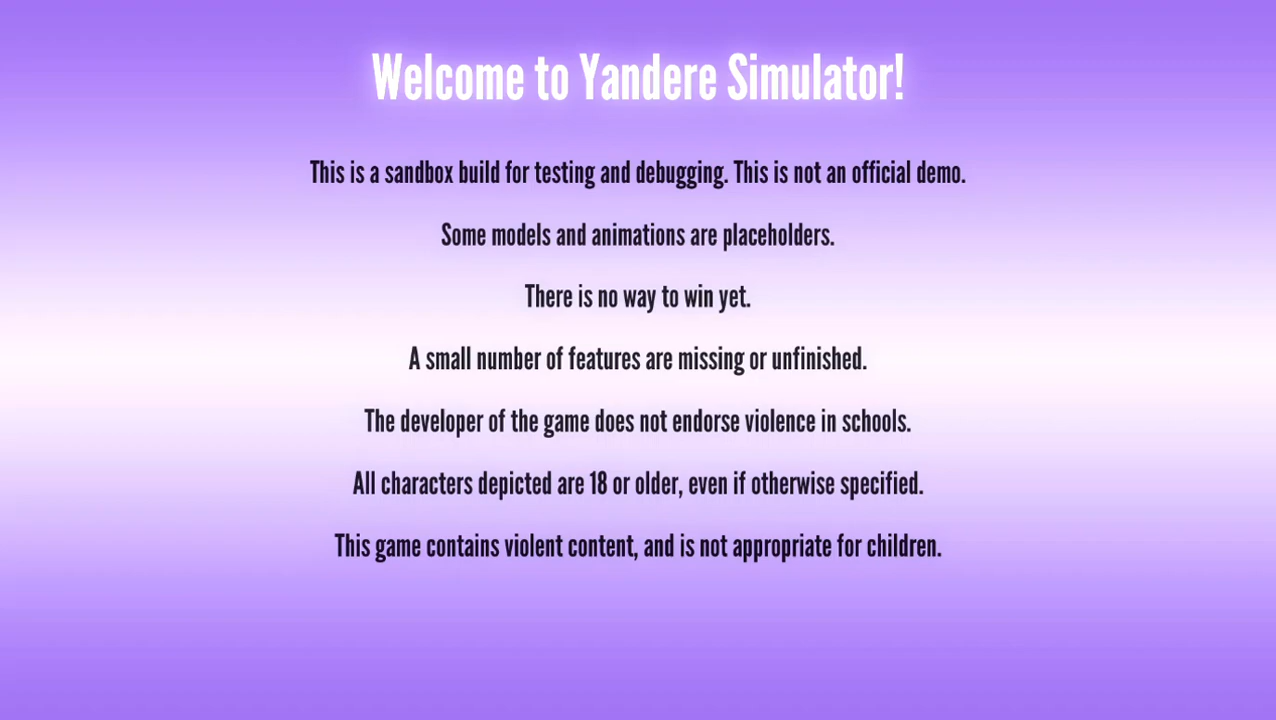 Welcome to Yandere Simulator!
This is a sandbox build for testing and debugging. This is not an official demo.
Some models and animations are placeholders.
There is no way to win yet.
A small number of features are missing or unfinished.
The developer of the game does not endorse violence in schools.
All characters depicted are 18 or older, even if otherwise specified.
This game contains violent content, and is not appropriate for children.